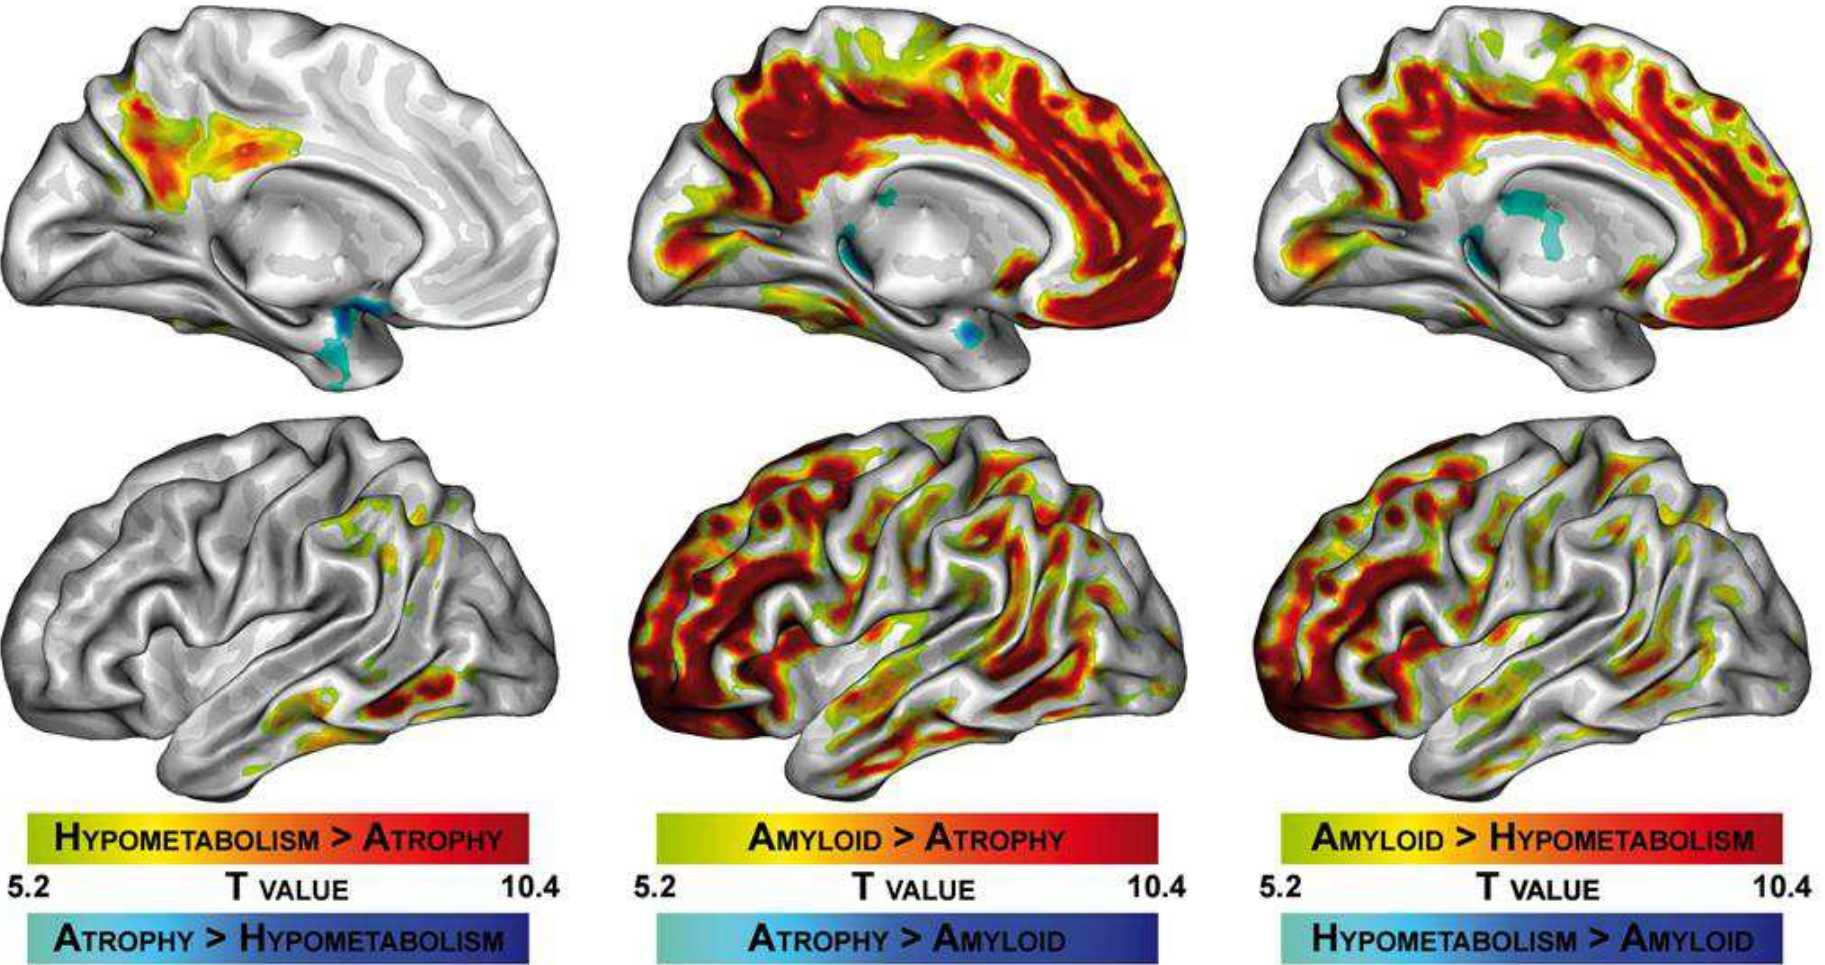 HYPOMETABOLISM > ATROPHY
5.2 T VALUE 10.4
ATROPHY > HYPOMETABOLISM
AMYLOID > ATROPHY
5.2 T VALUE 10.4
ATROPHY > AMYLOID
AMYLOID > HYPOMETABOLISM
5.2 T VALUE 10.4
HYPOMETABOLISM > AMYLOID